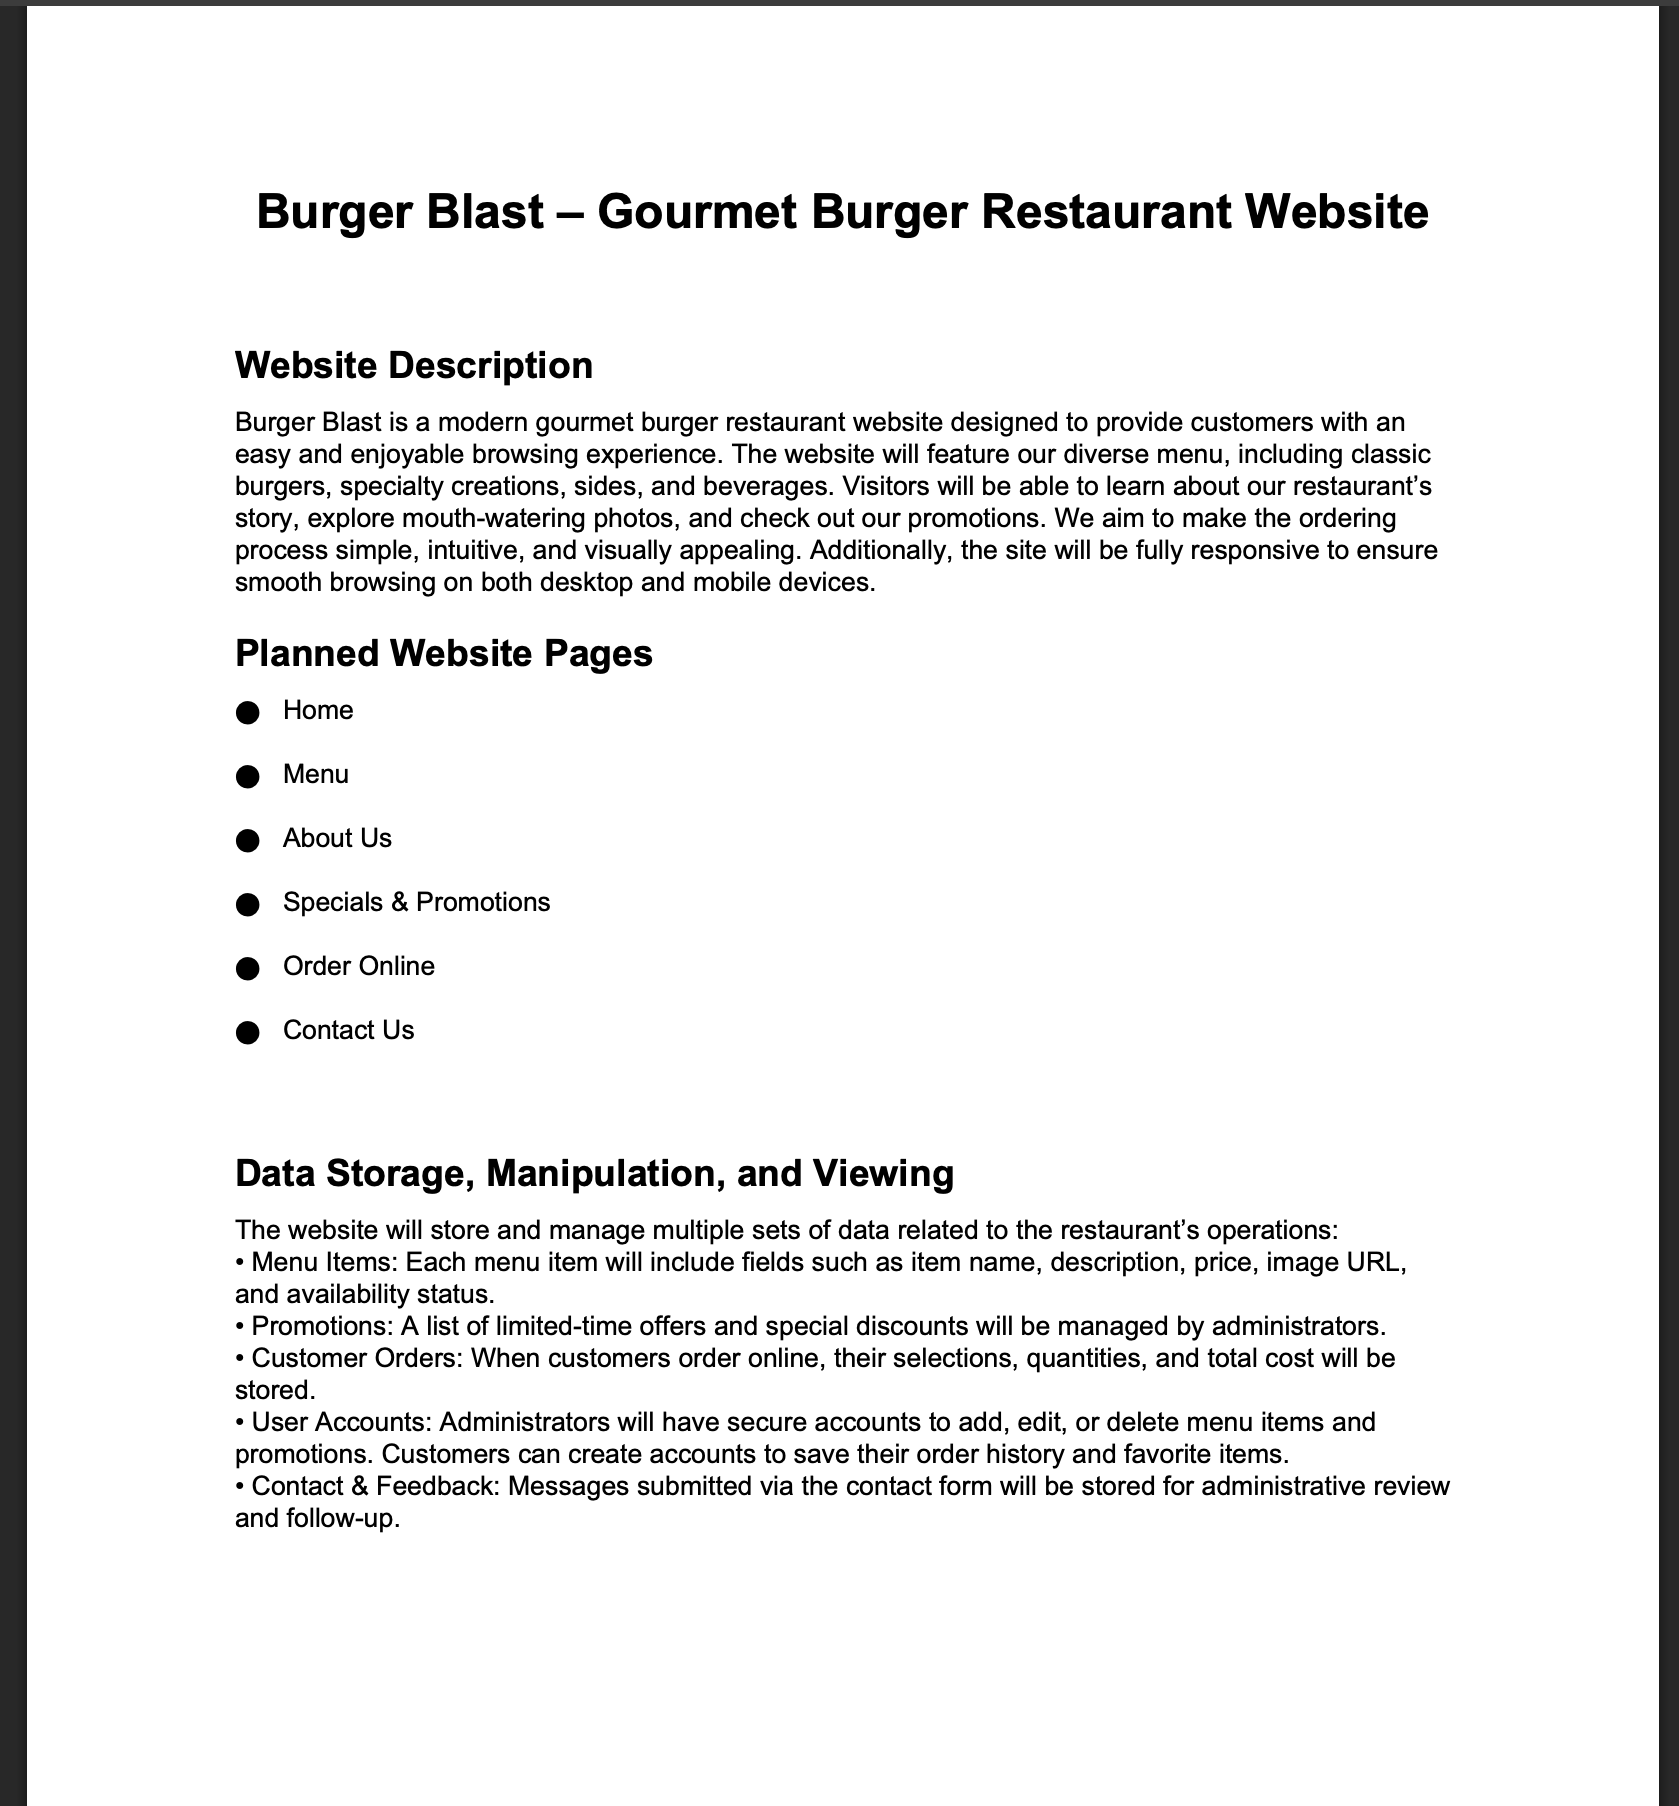 Burger Blast – Gourmet Burger Restaurant Website
Website Description
Burger Blast is a modern gourmet burger restaurant website designed to provide customers with an
easy and enjoyable browsing experience. The website will feature our diverse menu, including classic
burgers, specialty creations, sides, and beverages. Visitors will be able to learn about our restaurant’s
story, explore mouth-watering photos, and check out our promotions. We aim to make the ordering
process simple, intuitive, and visually appealing. Additionally, the site will be fully responsive to ensure
smooth browsing on both desktop and mobile devices.
Planned Website Pages
● Home
● Menu
● About Us
● Specials & Promotions
● Order Online
● Contact Us
Data Storage, Manipulation, and Viewing
The website will store and manage multiple sets of data related to the restaurant’s operations:
• Menu Items: Each menu item will include fields such as item name, description, price, image URL,
and availability status.
• Promotions: A list of limited-time offers and special discounts will be managed by administrators.
• Customer Orders: When customers order online, their selections, quantities, and total cost will be
stored.
• User Accounts: Administrators will have secure accounts to add, edit, or delete menu items and
promotions. Customers can create accounts to save their order history and favorite items.
• Contact & Feedback: Messages submitted via the contact form will be stored for administrative review
and follow-up.